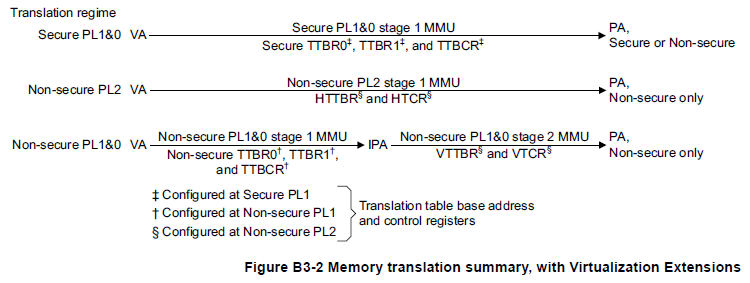 Translation regime
Secure PL1&0 VA Secure PL1&0 stage 1 MMU PA,
Secure TTBR0‡, TTBR1‡, and TTBCR‡ Secure or Non-secure
Non-secure PL2 VA Non-secure PL2 stage 1 MMU PA,
HTTBR§ and HTCR§ Non-secure only
Non-secure PL1&0 VA Non-secure PL1&0 stage 1 MMU IPA Non-secure PL1&0 stage 2 MMU PA,
Non-secure TTBR0†, TTBR1†, VTTBR§ and VTCR§ Non-secure only
and TTBCR†
‡ Configured at Secure PL1
† Configured at Non-secure PL1
§ Configured at Non-secure PL2
Translation table base address
and control registers
Figure B3-2 Memory translation summary, with Virtualization Extensions